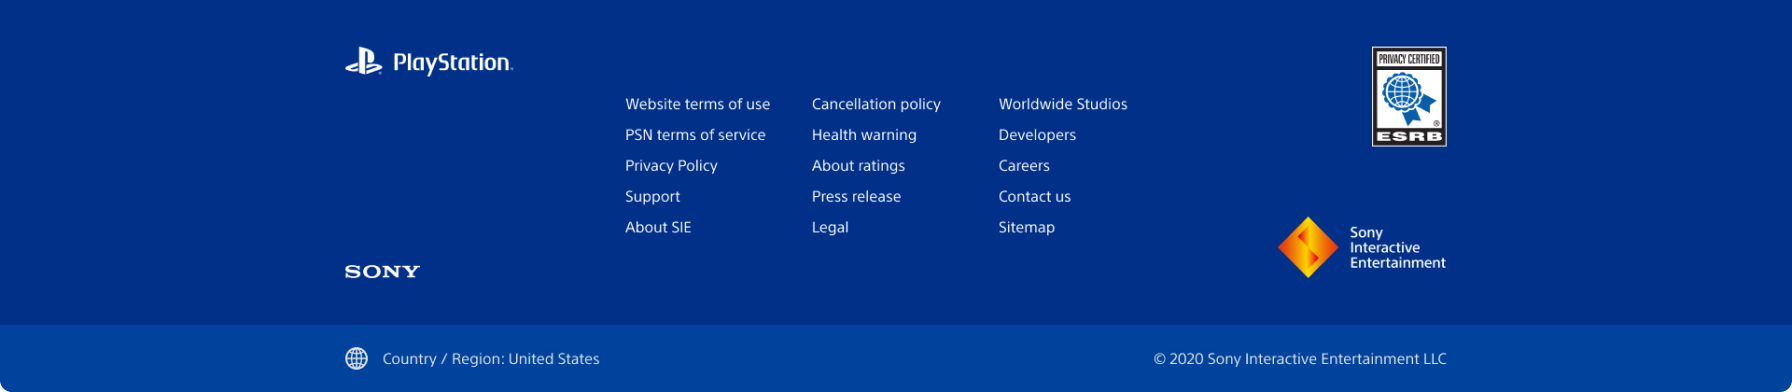 PlayStation
Website terms of use
PSN terms of service
Privacy Policy
Support
About SIE
Cancellation policy
Health warning
About ratings
Press release
Legal
Worldwide Studios
Developers
Careers
Contact us
Sitemap
PRIVACY CERTIFIED
®
ESRB
SONY
Sony
Interactive
Entertainment
Country / Region: United States
© 2020 Sony Interactive Entertainment LLC